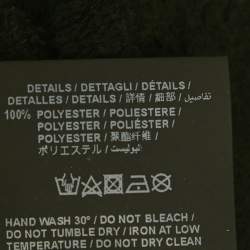 DETAILS / DETTAGLI / DÉTAILS /
DETALLES / DETAILS / 詳情 / 細部 / تفاصيل
100% POLYESTER / POLIESTERE /
POLYESTER / POLIÉSTER /
POLYESTER / 聚酯纤维 /
ポリエステル / البوليستر
HAND WASH 30° / DO NOT BLEACH /
DO NOT TUMBLE DRY / IRON AT LOW
TEMPERATURE / DO NOT DRY CLEAN